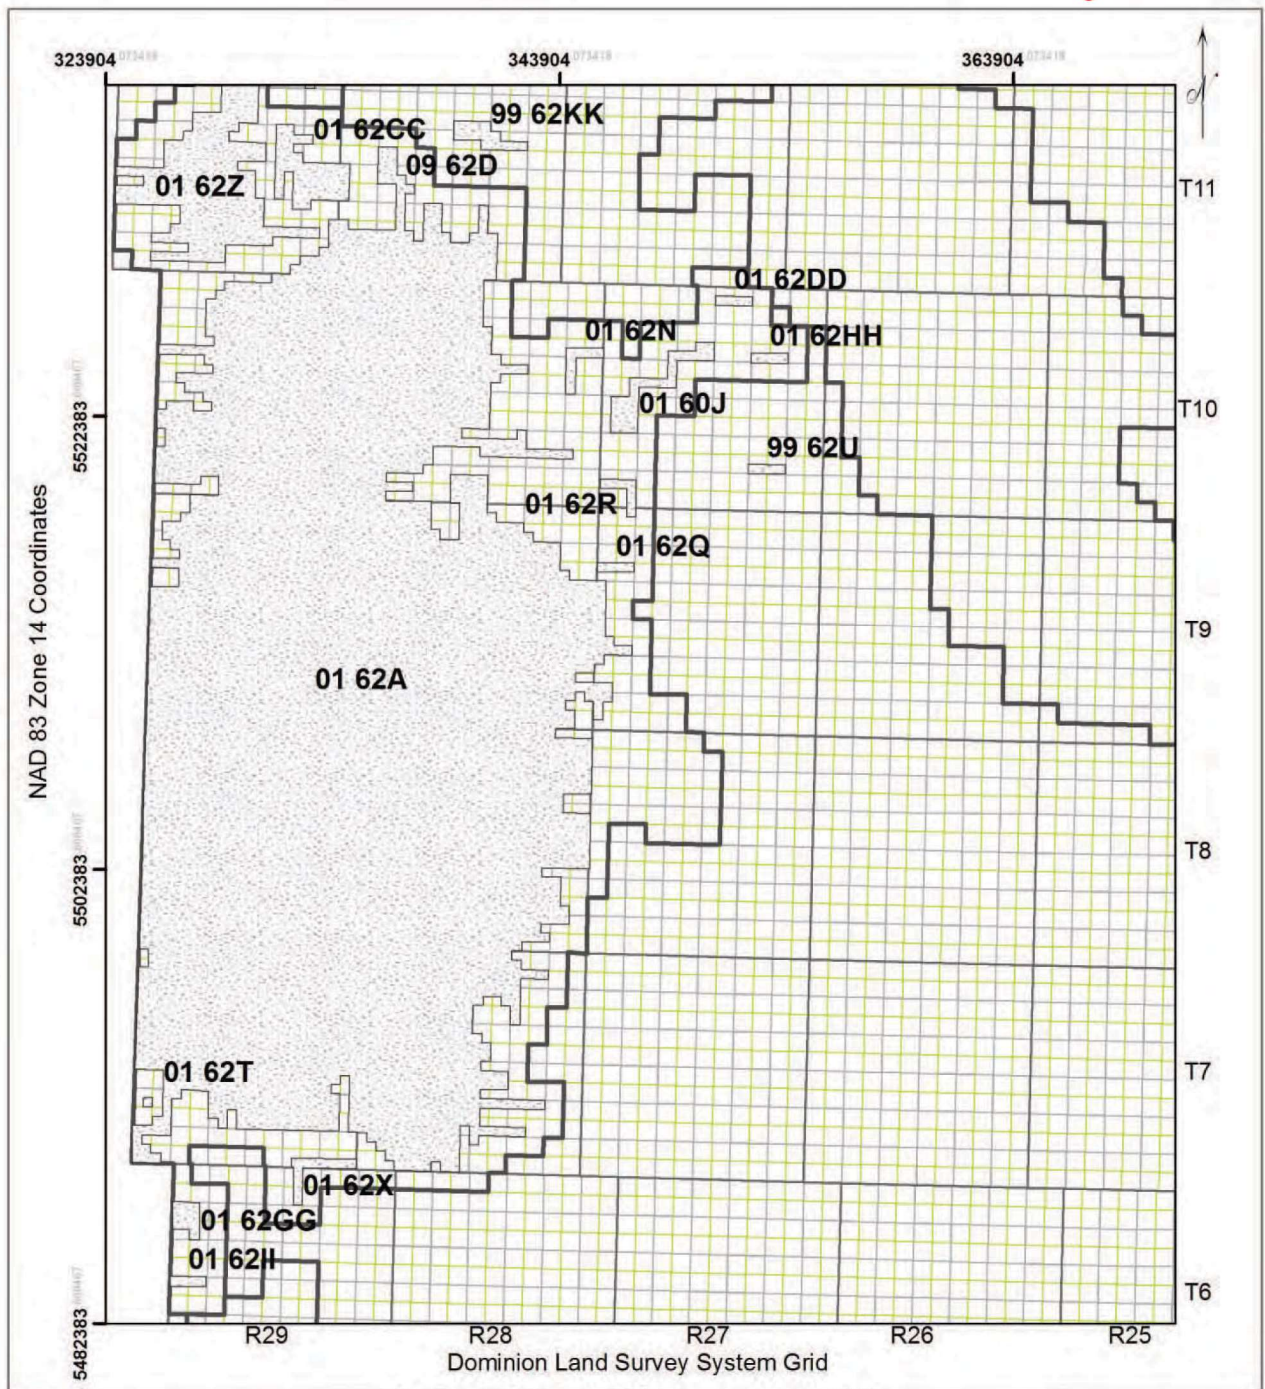 323904
343904
363904
99 62KK
01 62CC
09 62D
01 62Z
T11
01 62DD
01 62N
01 62HH
01 60J
T10
5522383
99 62U
01 62R
01 62Q
T9
NAD 83 Zone 14 Coordinates
01 62A
T8
5502383
01 62T
T7
01 62X
01 62GG
01 62II
T6
5482383
R29
R28
R27
R26
R25
Dominion Land Survey System Grid